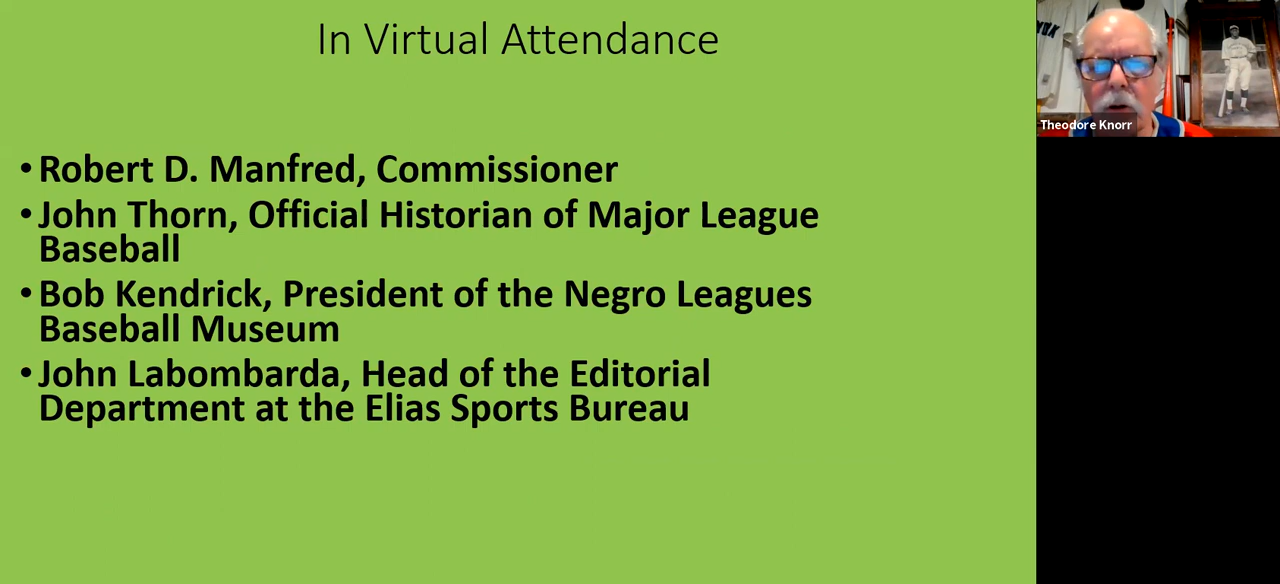 In Virtual Attendance
• Robert D. Manfred, Commissioner
• John Thorn, Official Historian of Major League
Baseball
• Bob Kendrick, President of the Negro Leagues
Baseball Museum
• John Labombarda, Head of the Editorial
Department at the Elias Sports Bureau
Theodore Knorr